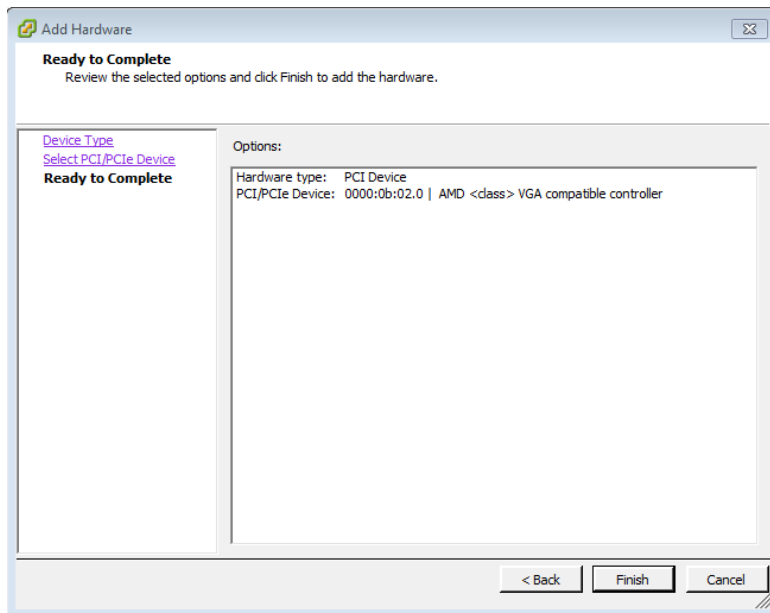 Add Hardware
Ready to Complete
Review the selected options and click Finish to add the hardware.
Device Type
Select PCI/PCIe Device
Ready to Complete
Options:
Hardware type: PCI Device
PCI/PCIe Device: 0000:0b:02.0 | AMD <class> VGA compatible controller
< Back Finish Cancel